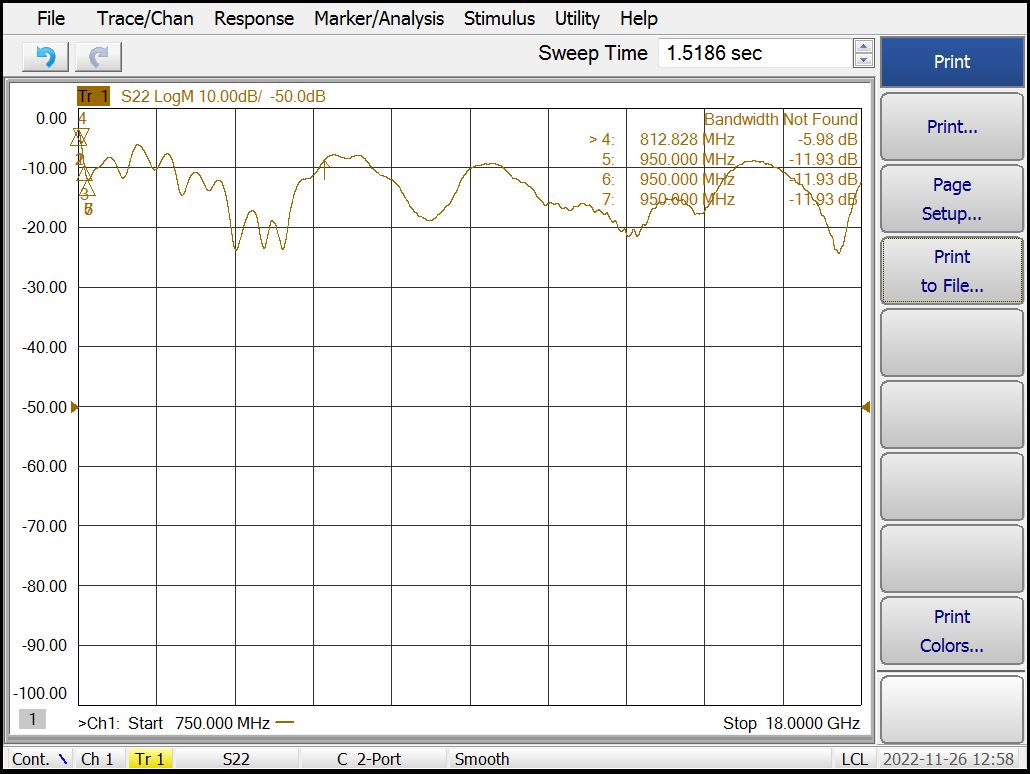 File Trace/Chan Response Marker/Analysis Stimulus Utility Help
Sweep Time 1.5186 sec
Print
Print...
Page
Setup...
Print
to File...
Print
Colors...
Tr 1 S22 LogM 10.00dB/ -50.0dB
Bandwidth Not Found
> 4: 812.828 MHz -5.98 dB
5: 950.000 MHz -11.93 dB
6: 950.000 MHz -11.93 dB
7: 950.000 MHz -11.93 dB
0.00
-10.00
-20.00
-30.00
-40.00
-50.00
-60.00
-70.00
-80.00
-90.00
-100.00
4
2
3
1 >Ch1: Start 750.000 MHz Stop 18.0000 GHz
Cont. Ch 1 Tr 1 S22 C 2-Port Smooth LCL 2022-11-26 12:58